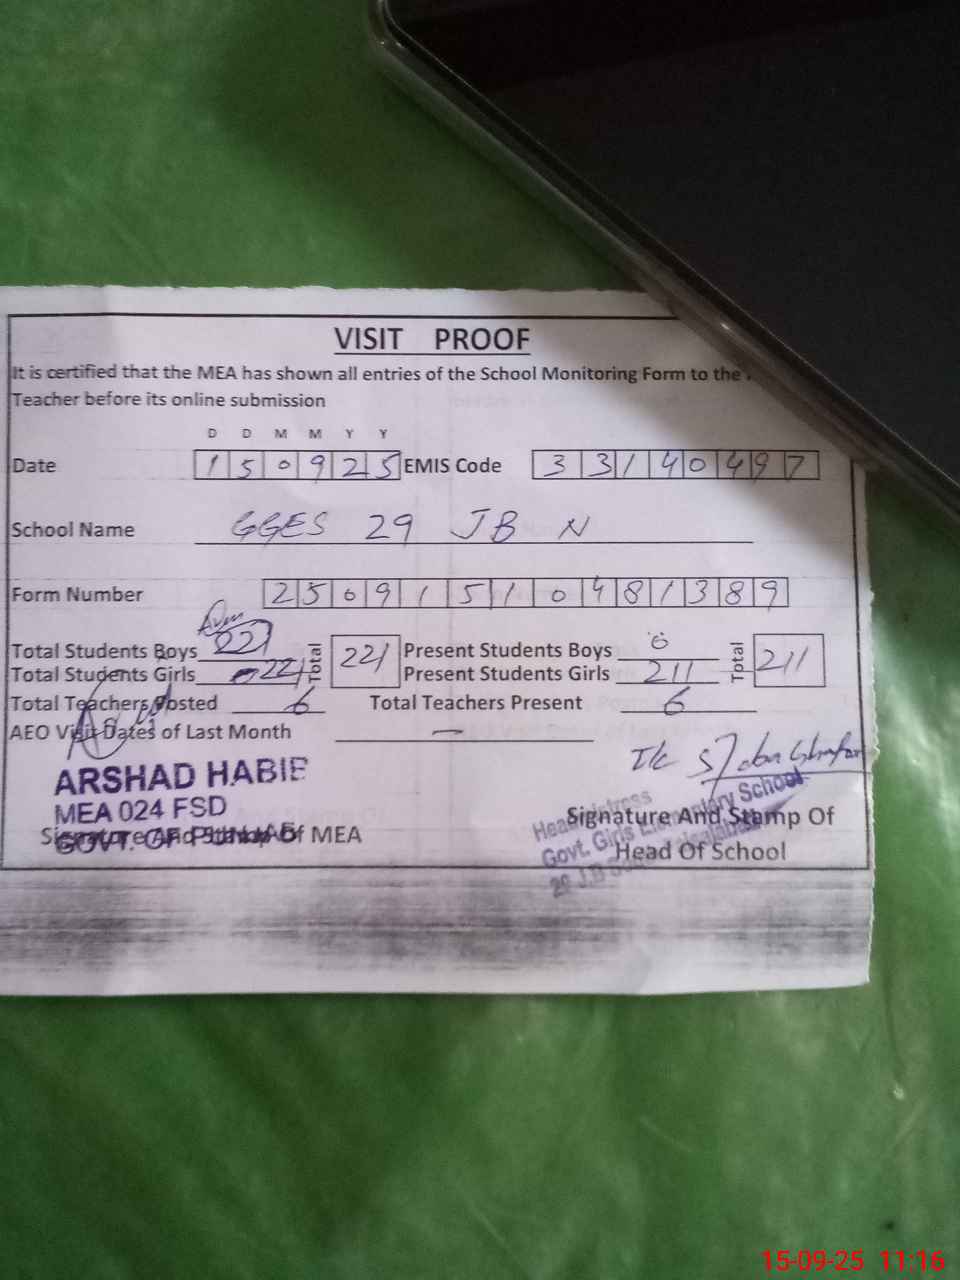 VISIT PROOF
It is certified that the MEA has shown all entries of the School Monitoring Form to the
Teacher before its online submission
D D M M Y Y
Date 1 5 0 9 2 5 EMIS Code 3 3 1 4 0 4 9 7
School Name GGES 29 JB N
Form Number 2 5 0 9 1 5 1 0 4 8 1 3 8 9
Total Students Boys 221 Total 221 Present Students Boys 0 Total 211
Total Students Girls 221 Present Students Girls 211
Total Teachers Posted 6 Total Teachers Present 6
AEO Visit Dates of Last Month -
ARSHAD HABIB
MEA 024 FSD
GOVT. OF PUNJAB
Signature And Stamp Of MEA
I/c
Headmistress
Govt. Girls Elementary School
Signature And Stamp Of
Head Of School
15-09-25 11:16